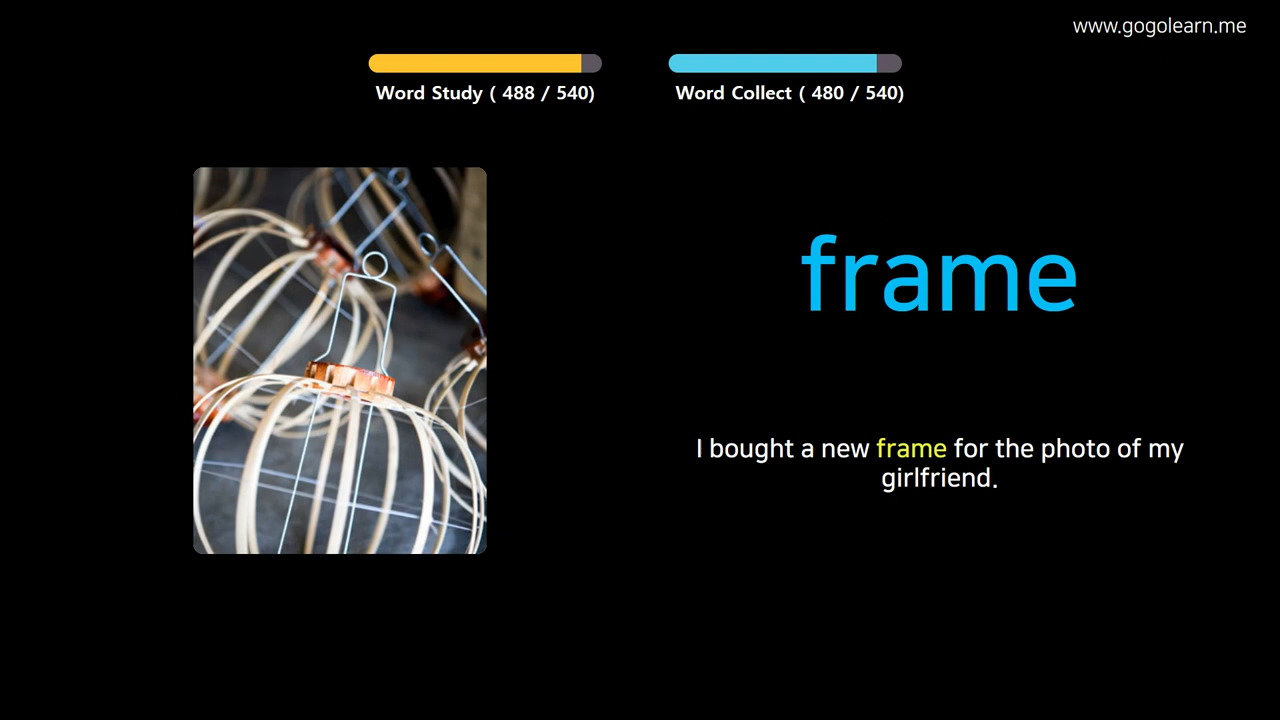 www.gogolearn.me
Word Study ( 488 / 540)
Word Collect ( 480 / 540)
frame
I bought a new frame for the photo of my
girlfriend.